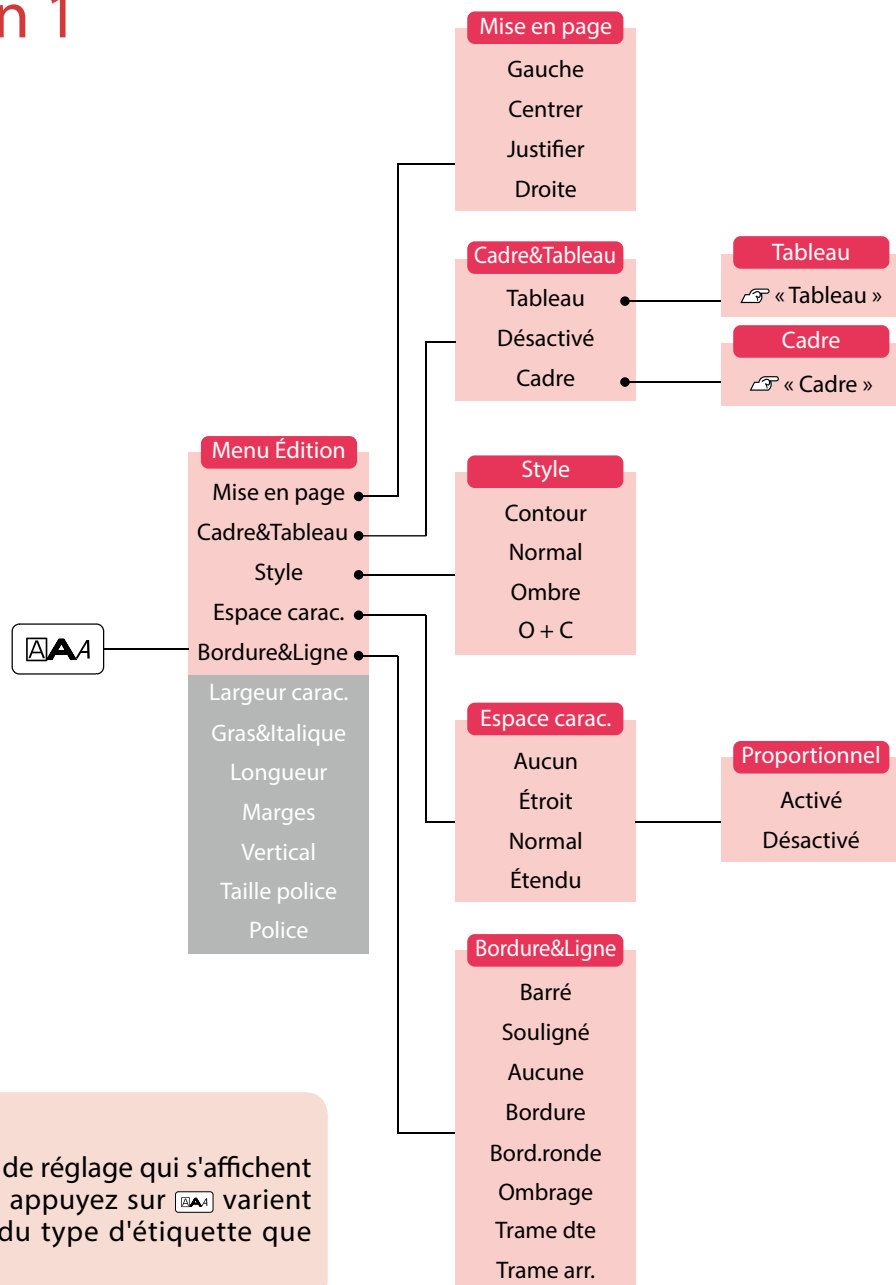 n 1
Mise en page
Gauche
Centrer
Justifier
Droite
Cadre&Tableau
Tableau
Désactivé
Cadre
Tableau
« Tableau »
Cadre
« Cadre »
Menu Édition
Mise en page
Cadre&Tableau
Style
Espace carac.
Bordure&Ligne
Largeur carac.
Gras&Italique
Longueur
Marges
Vertical
Taille police
Police
AAA
Style
Contour
Normal
Ombre
O + C
Espace carac.
Aucun
Étroit
Normal
Étendu
Proportionnel
Activé
Désactivé
Bordure&Ligne
Barré
Souligné
Aucune
Bordure
Bord.ronde
Ombrage
Trame dte
Trame arr.
de réglage qui s'affichent
appuyez sur AAA varient
du type d'étiquette que